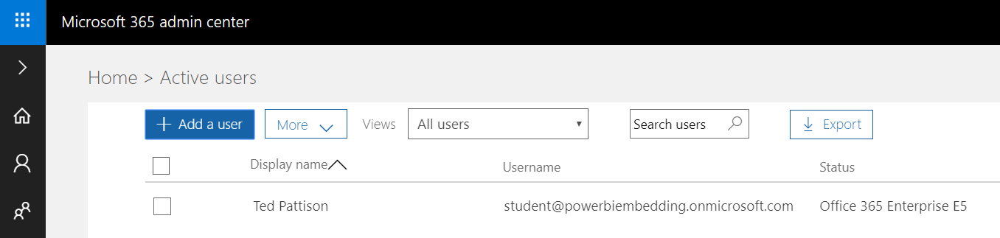 Microsoft 365 admin center
Home > Active users
+ Add a user More Views All users Search users Export
Display name Username Status
Ted Pattison student@powerbiembedding.onmicrosoft.com Office 365 Enterprise E5